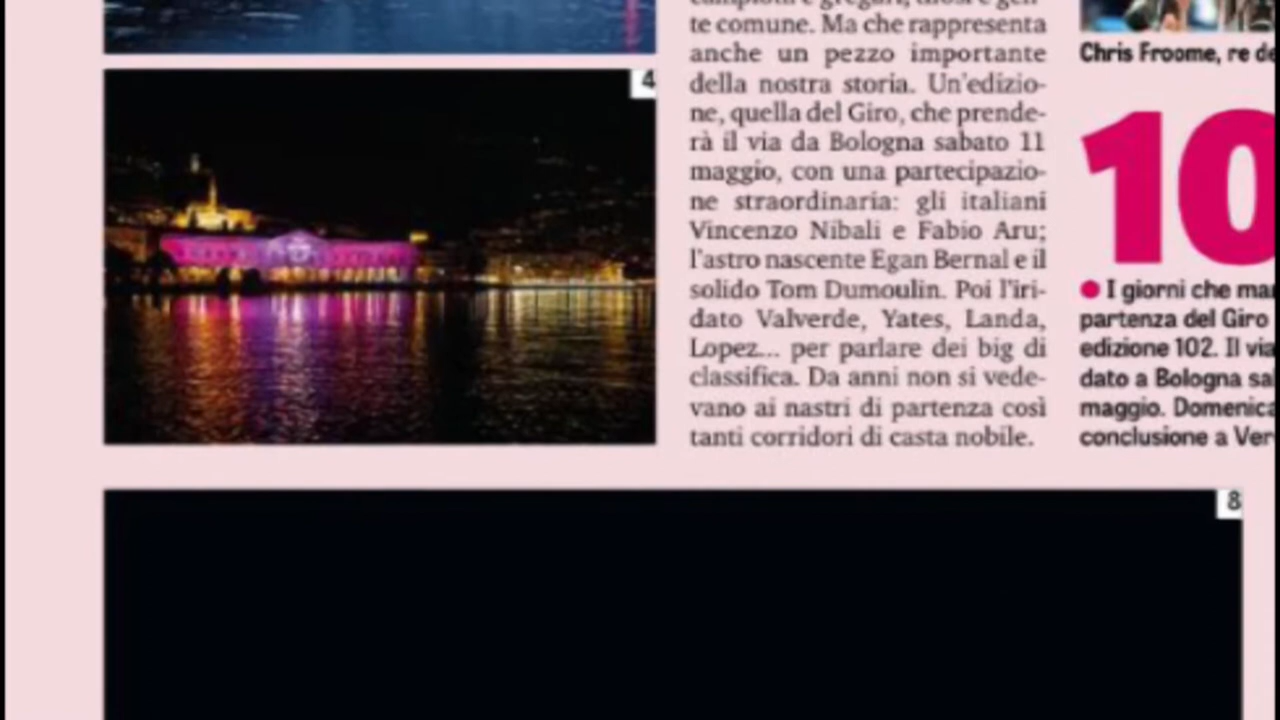 4
te comune. Ma che rappresenta
anche un pezzo importante
della nostra storia. Un'edizio-
ne, quella del Giro, che prende-
rà il via da Bologna sabato 11
maggio, con una partecipazio-
ne straordinaria: gli italiani
Vincenzo Nibali e Fabio Aru;
l'astro nascente Egan Bernal e il
solido Tom Dumoulin. Poi l'iri-
dato Valverde, Yates, Landa,
Lopez... per parlare dei big di
classifica. Da anni non si vede-
vano ai nastri di partenza così
tanti corridori di casta nobile.
Chris Froome, re de
10
I giorni che ma
partenza del Giro
edizione 102. Il via
dato a Bologna sa
maggio. Domenica
conclusione a Ver
8